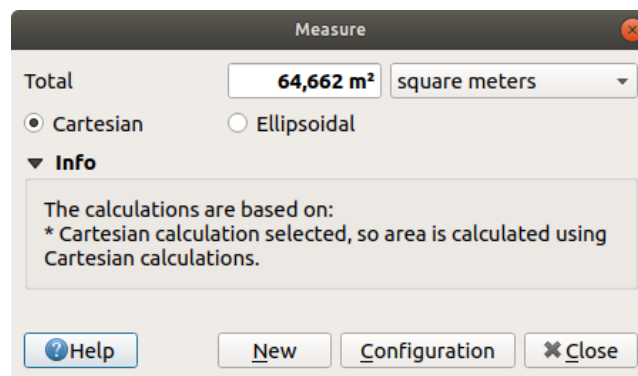 Measure
Total 64,662 m² square meters
Cartesian Ellipsoidal
Info
The calculations are based on:
* Cartesian calculation selected, so area is calculated using
Cartesian calculations.
Help New Configuration Close